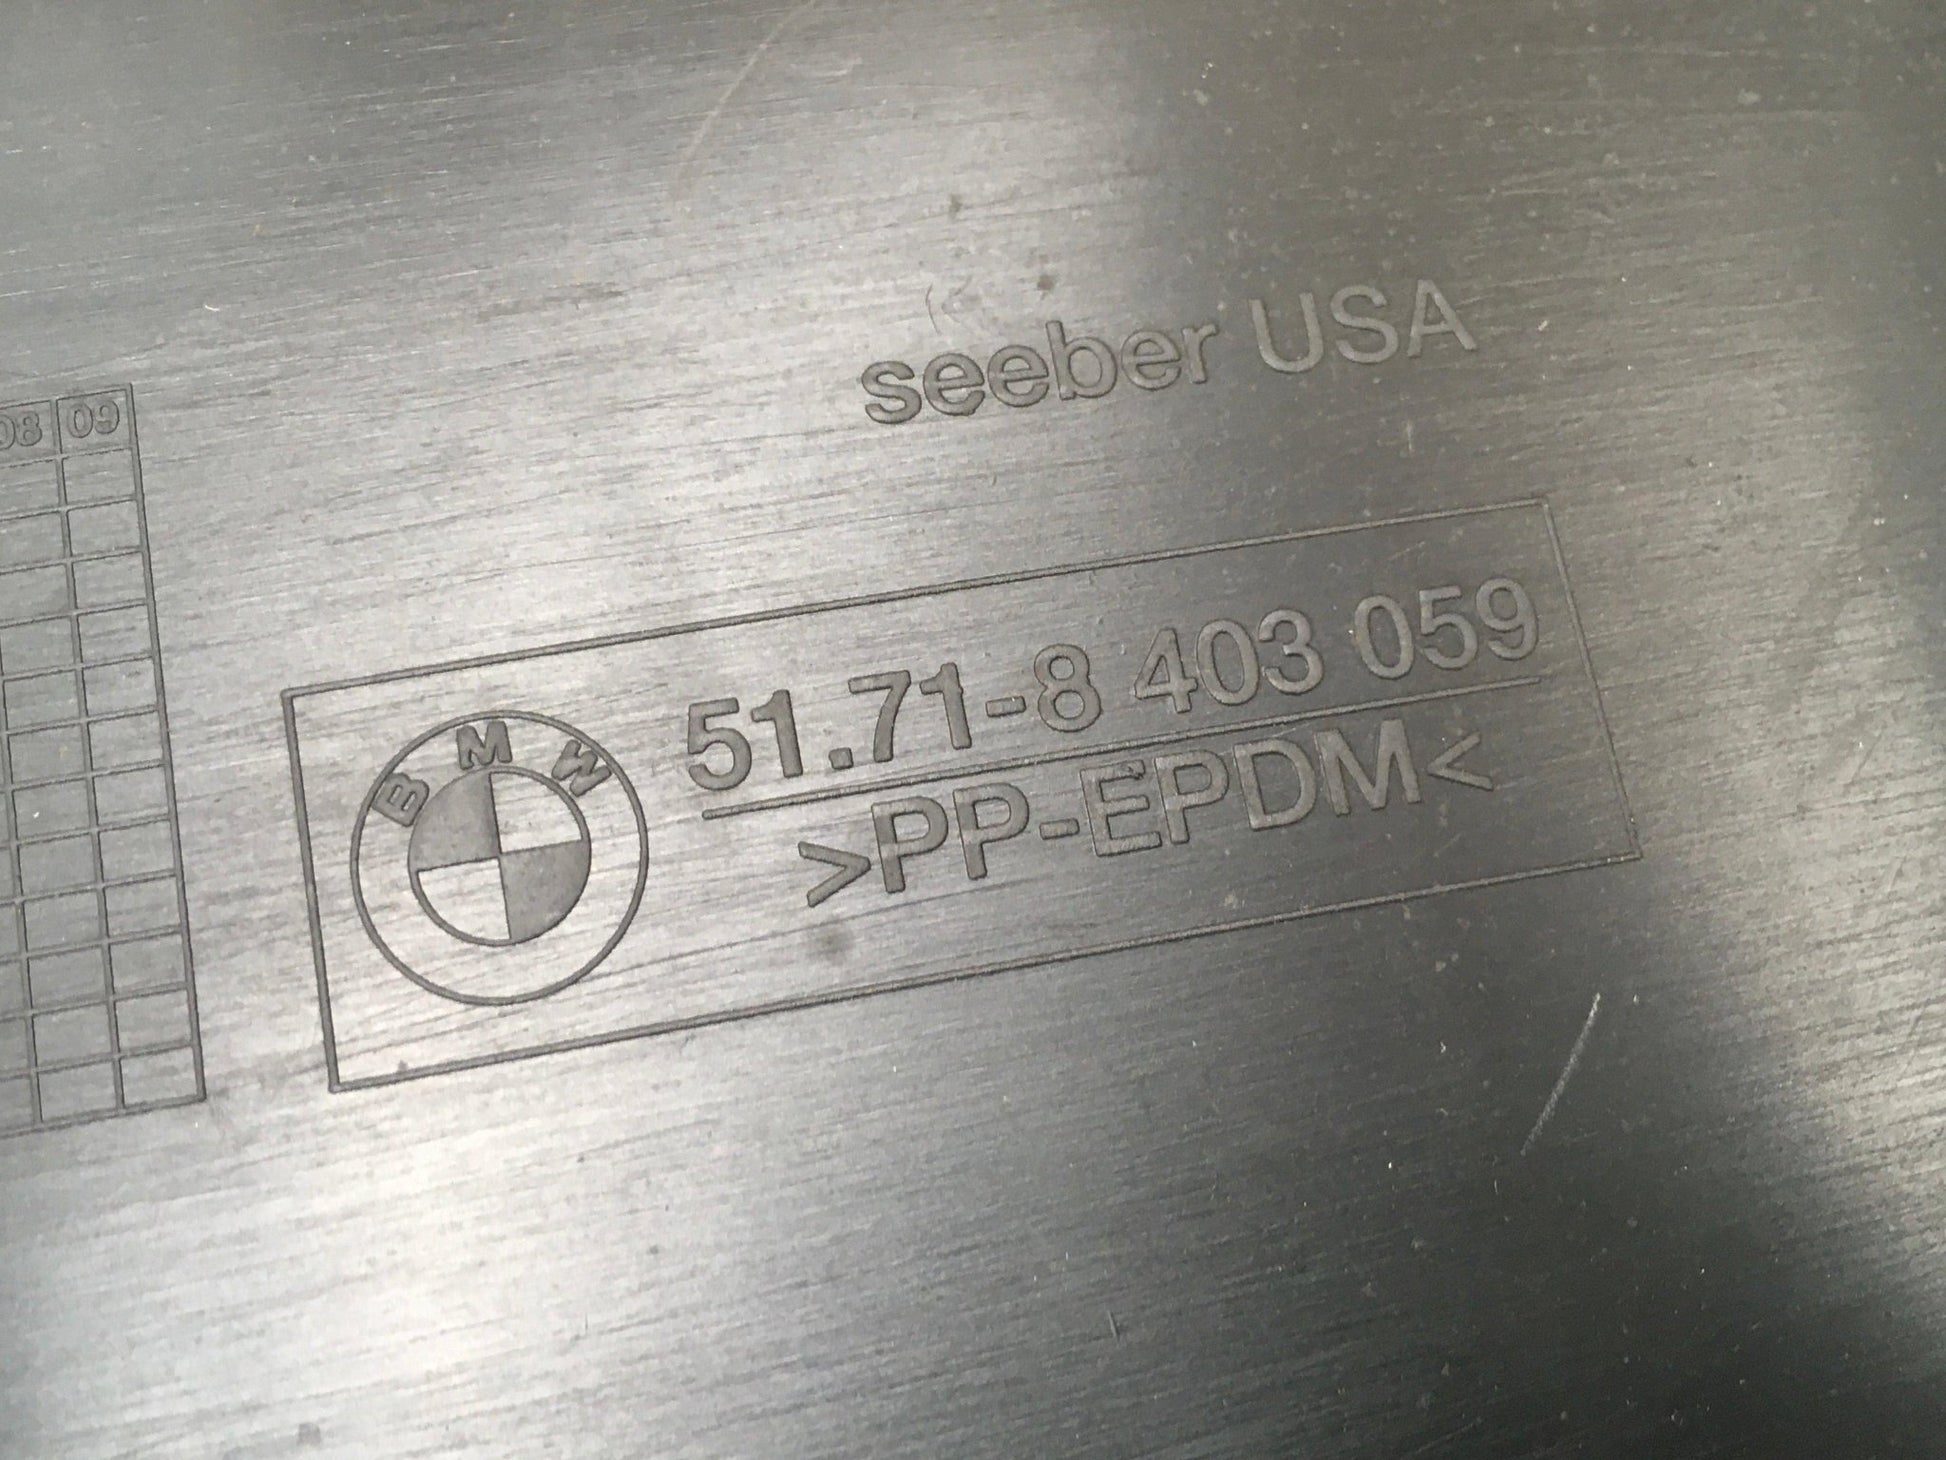 08 09
seeber USA
BMW
51.71-8 403 059
>PP-EPDM<